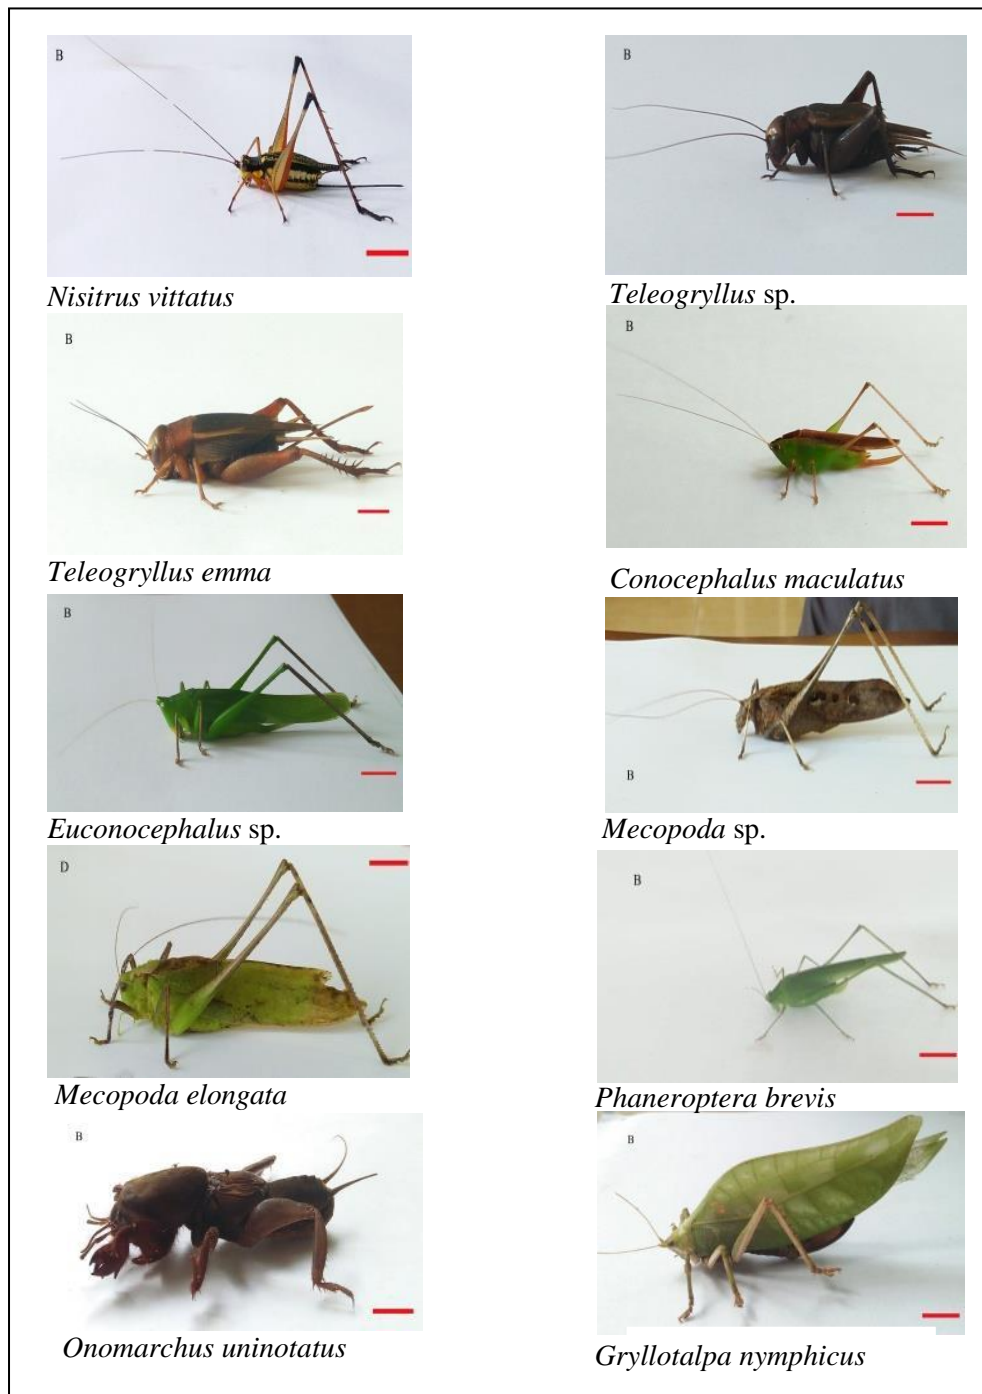 B
B
Nisitrus vittatus
Teleogryllus sp.
B
B
Teleogryllus emma
Conocephalus maculatus
B
B
Euconocephalus sp.
Mecopoda sp.
D
B
Mecopoda elongata
Phaneroptera brevis
B
B
Onomarchus uninotatus
Gryllotalpa nymphicus